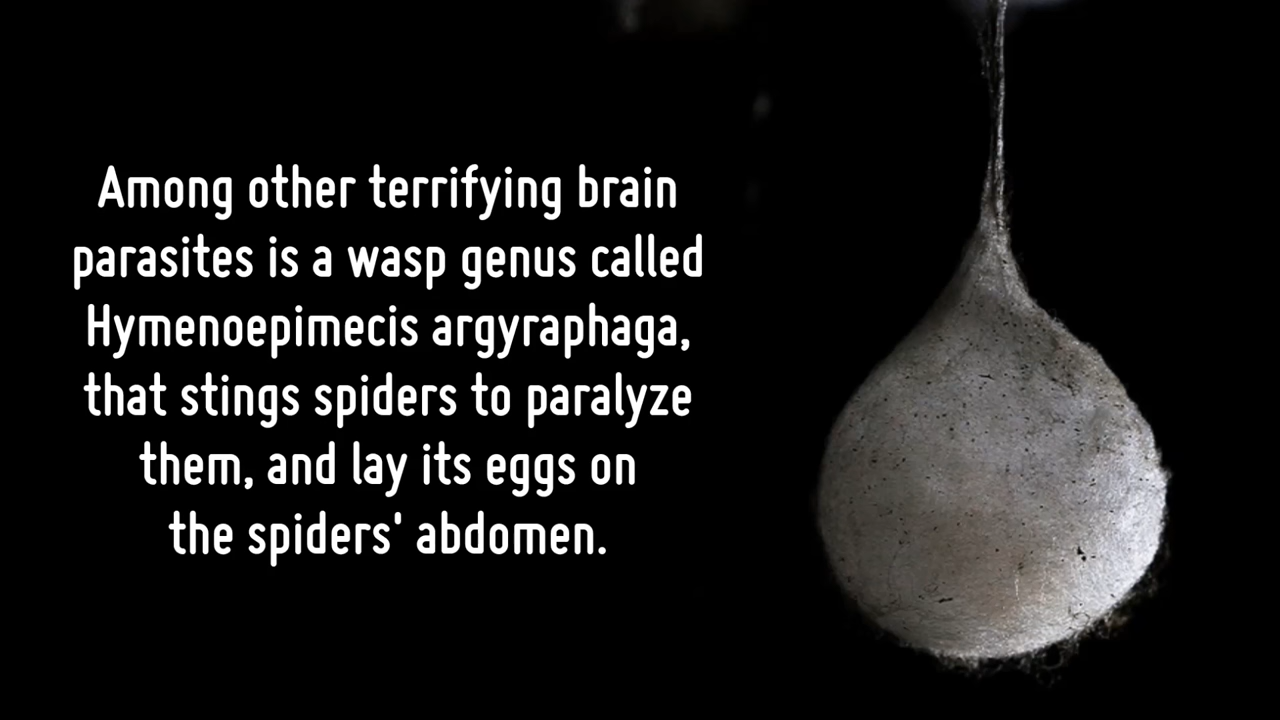 Among other terrifying brain
parasites is a wasp genus called
Hymenoepimecis argyraphaga,
that stings spiders to paralyze
them, and lay its eggs on
the spiders' abdomen.